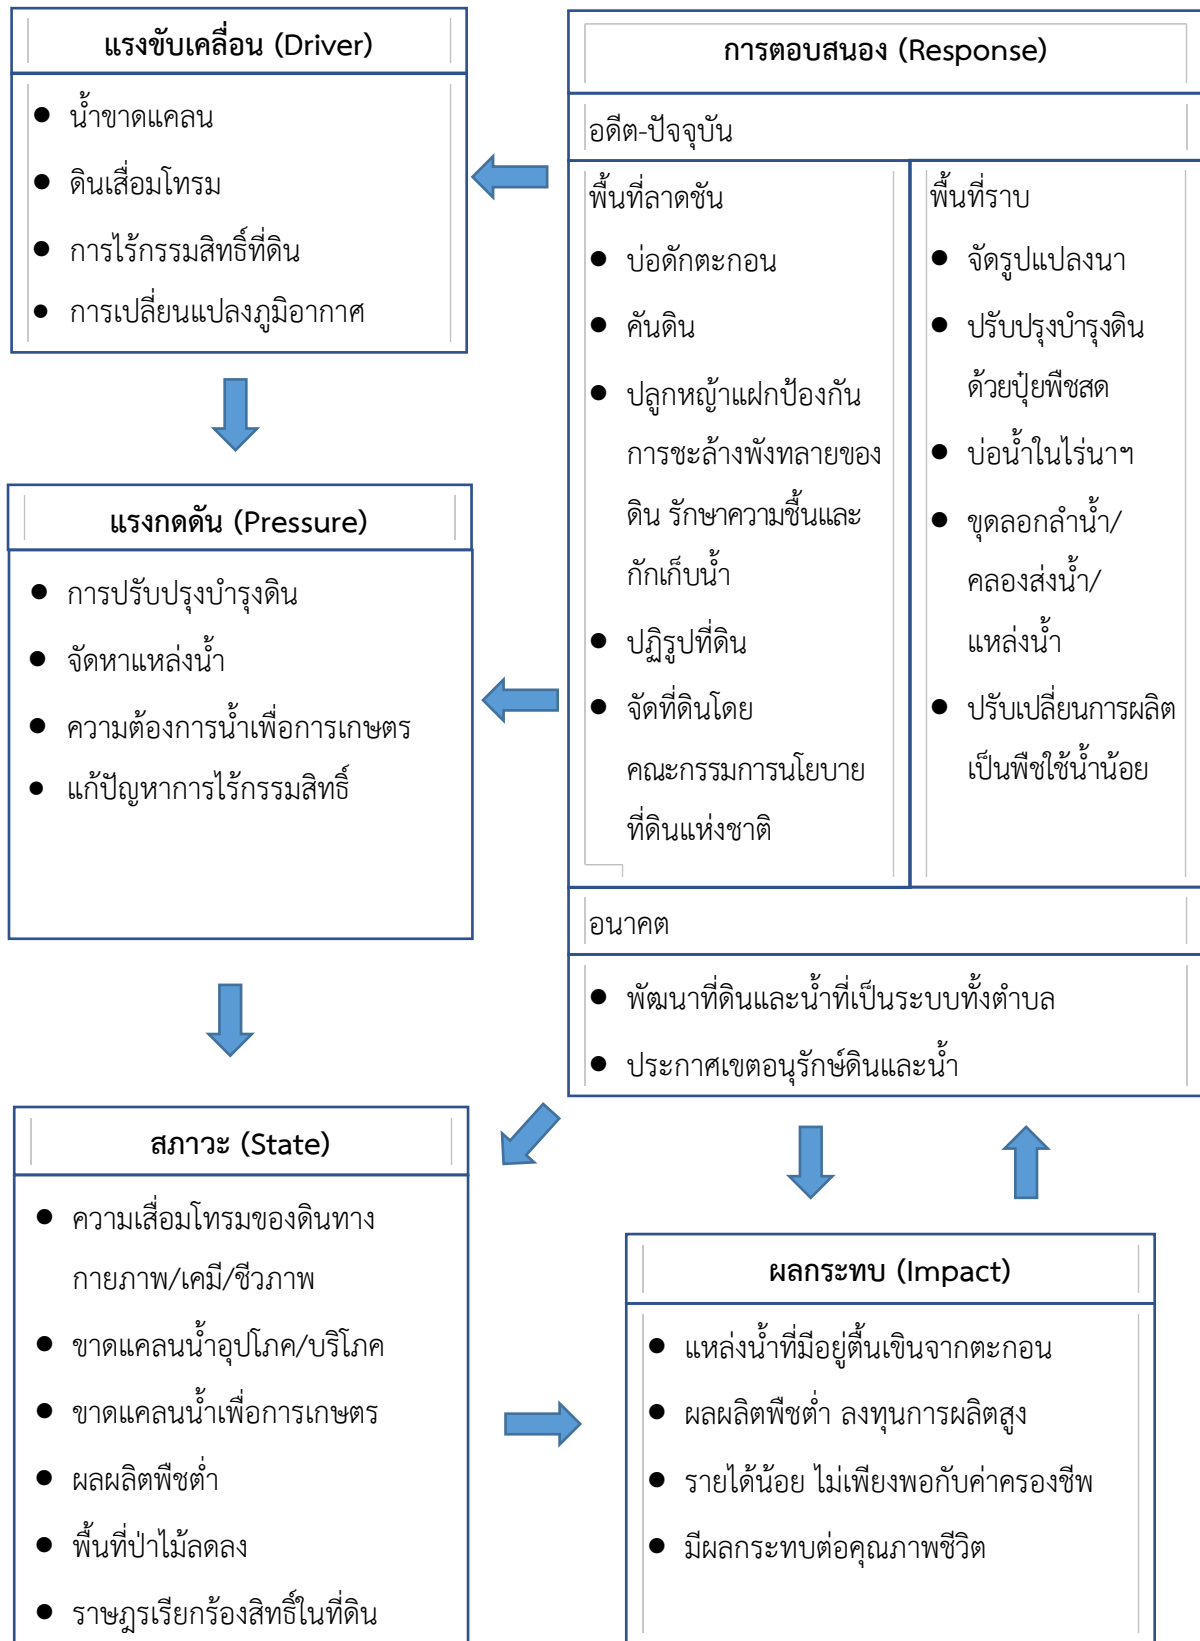 แรงขับเคลื่อน (Driver)
น้ำขาดแคลน
ดินเสื่อมโทรม
การไร้กรรมสิทธิ์ที่ดิน
การเปลี่ยนแปลงภูมิอากาศ
แรงกดดัน (Pressure)
การปรับปรุงบำรุงดิน
จัดหาแหล่งน้ำ
ความต้องการน้ำเพื่อการเกษตร
แก้ปัญหาการไร้กรรมสิทธิ์
สภาวะ (State)
ความเสื่อมโทรมของดินทาง
กายภาพ/เคมี/ชีวภาพ
ขาดแคลนน้ำอุปโภค/บริโภค
ขาดแคลนน้ำเพื่อการเกษตร
ผลผลิตพืชต่ำ
พื้นที่ป่าไม้ลดลง
ราษฎรเรียกร้องสิทธิ์ในที่ดิน
การตอบสนอง (Response)
อดีต-ปัจจุบัน
พื้นที่ลาดชัน
บ่อดักตะกอน
คันดิน
ปลูกหญ้าแฝกป้องกัน
การชะล้างพังทลายของ
ดิน รักษาความชื้นและ
กักเก็บน้ำ
ปฏิรูปที่ดิน
จัดที่ดินโดย
คณะกรรมการนโยบาย
ที่ดินแห่งชาติ
พื้นที่ราบ
จัดรูปแปลงนา
ปรับปรุงบำรุงดิน
ด้วยปุ๋ยพืชสด
บ่อน้ำในไร่นาฯ
ขุดลอกลำน้ำ/
คลองส่งน้ำ/
แหล่งน้ำ
ปรับเปลี่ยนการผลิต
เป็นพืชใช้น้ำน้อย
อนาคต
พัฒนาที่ดินและน้ำที่เป็นระบบทั้งตำบล
ประกาศเขตอนุรักษ์ดินและน้ำ
ผลกระทบ (Impact)
แหล่งน้ำที่มีอยู่ตื้นเขินจากตะกอน
ผลผลิตพืชต่ำ ลงทุนการผลิตสูง
รายได้น้อย ไม่เพียงพอกับค่าครองชีพ
มีผลกระทบต่อคุณภาพชีวิต